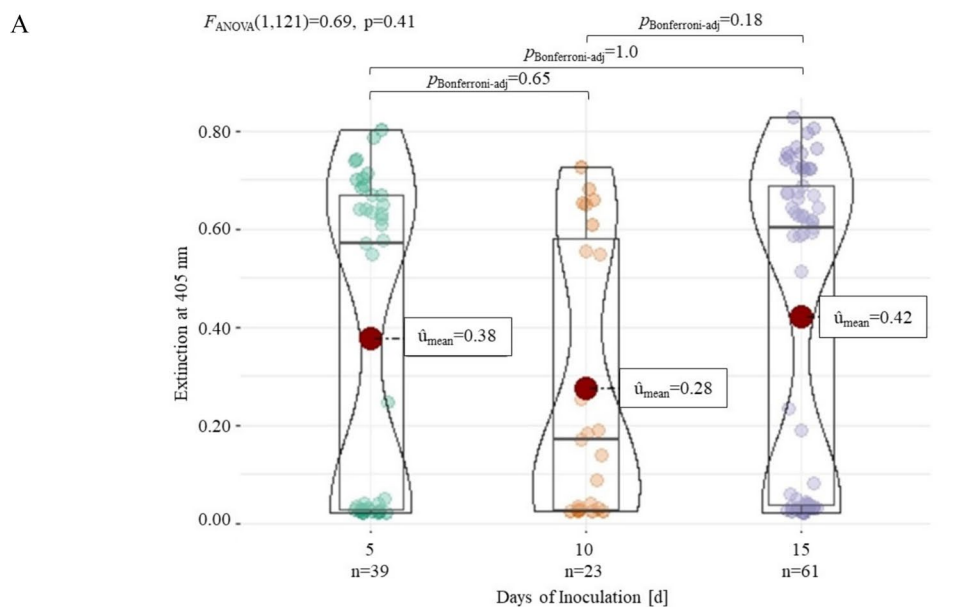 A
F_ANOVA(1,121)=0.69, p=0.41
p_Bonferroni-adj=0.18
p_Bonferroni-adj=1.0
p_Bonferroni-adj=0.65
Extinction at 405 nm
0.80
0.60
0.40
0.20
0.00
û_mean=0.38
û_mean=0.28
û_mean=0.42
5 10 15
n=39 n=23 n=61
Days of Inoculation [d]